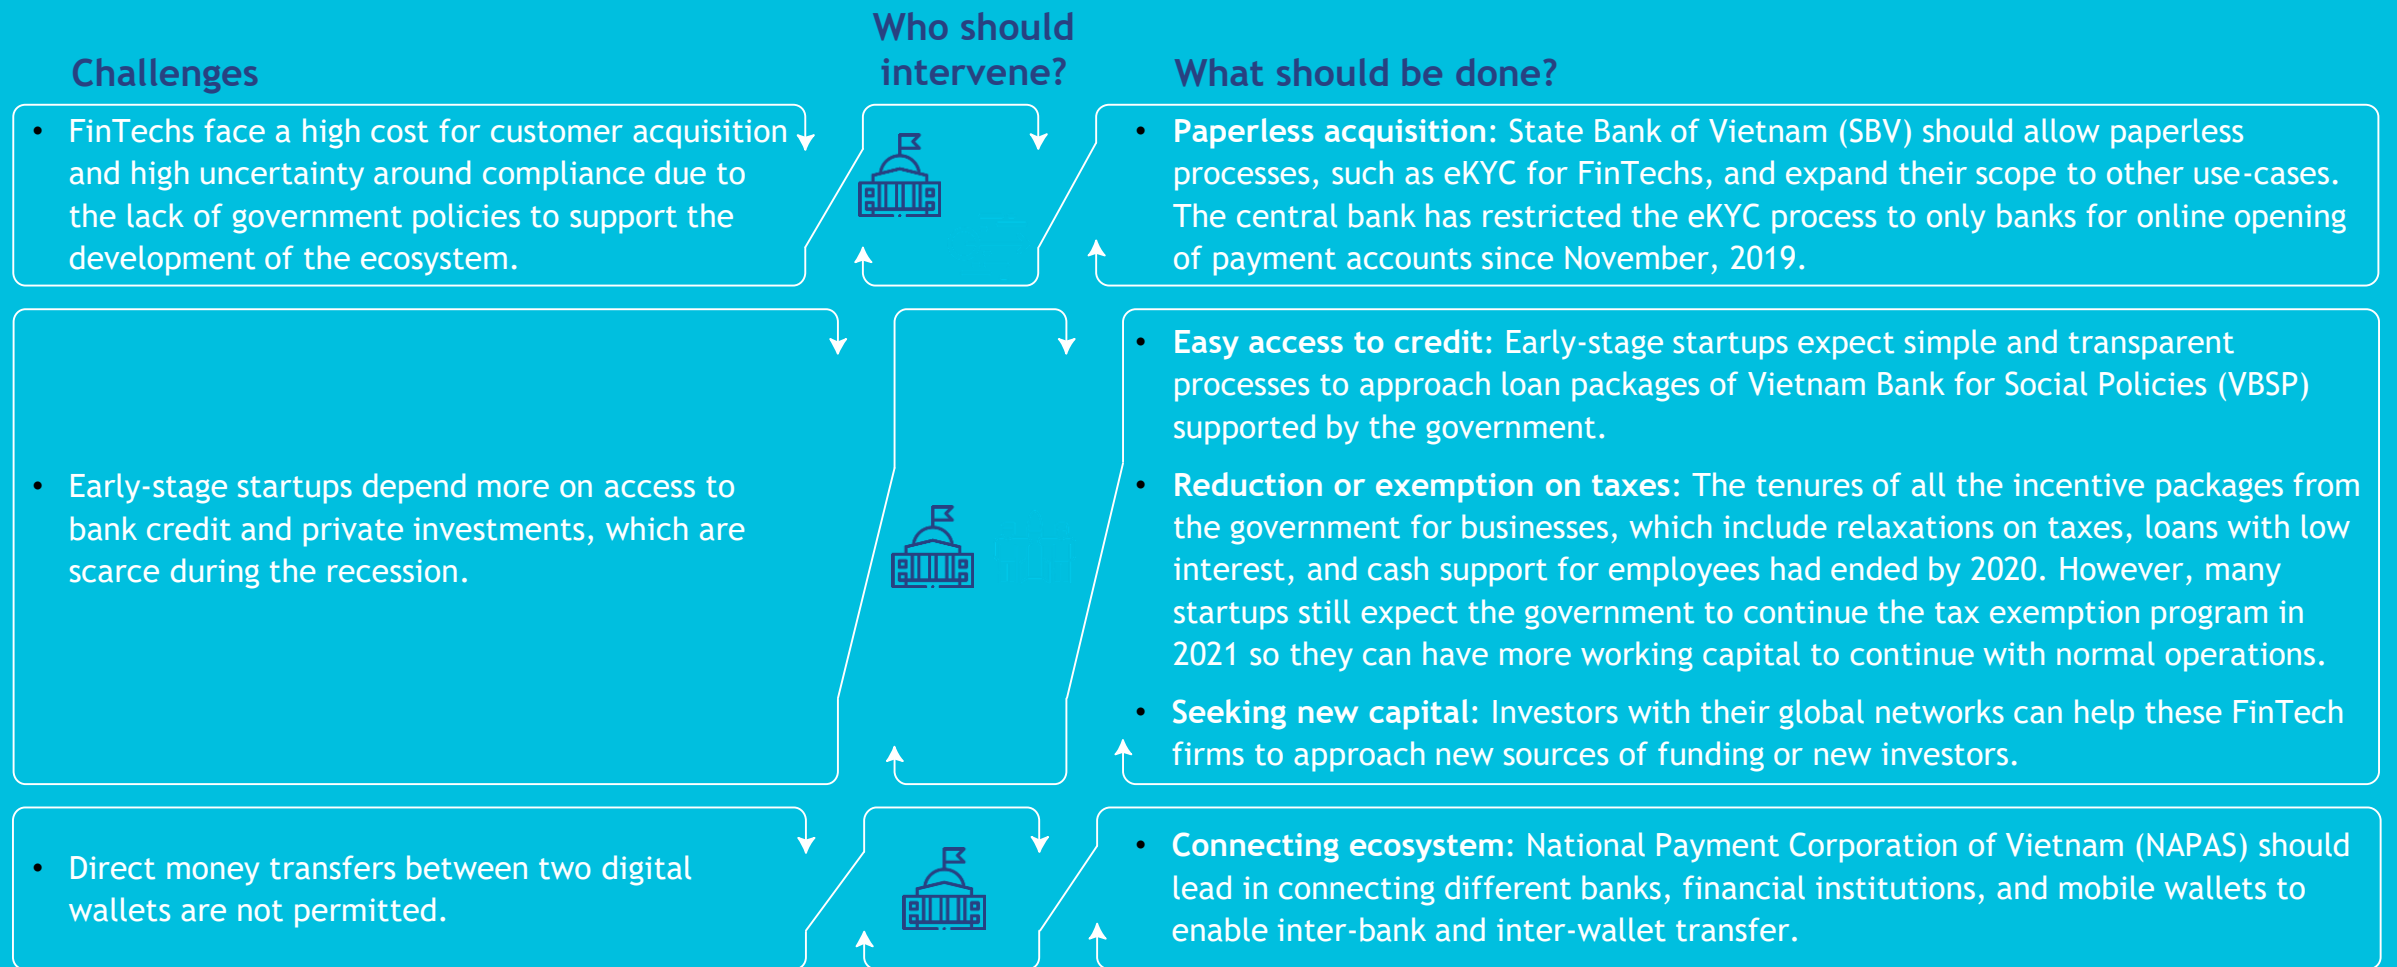 Challenges
Who should
intervene?
What should be done?
• FinTechs face a high cost for customer acquisition
and high uncertainty around compliance due to
the lack of government policies to support the
development of the ecosystem.
• Paperless acquisition: State Bank of Vietnam (SBV) should allow paperless
processes, such as eKYC for FinTechs, and expand their scope to other use-cases.
The central bank has restricted the eKYC process to only banks for online opening
of payment accounts since November, 2019.
• Early-stage startups depend more on access to
bank credit and private investments, which are
scarce during the recession.
• Easy access to credit: Early-stage startups expect simple and transparent
processes to approach loan packages of Vietnam Bank for Social Policies (VBSP)
supported by the government.
• Reduction or exemption on taxes: The tenures of all the incentive packages from
the government for businesses, which include relaxations on taxes, loans with low
interest, and cash support for employees had ended by 2020. However, many
startups still expect the government to continue the tax exemption program in
2021 so they can have more working capital to continue with normal operations.
• Seeking new capital: Investors with their global networks can help these FinTech
firms to approach new sources of funding or new investors.
• Direct money transfers between two digital
wallets are not permitted.
• Connecting ecosystem: National Payment Corporation of Vietnam (NAPAS) should
lead in connecting different banks, financial institutions, and mobile wallets to
enable inter-bank and inter-wallet transfer.